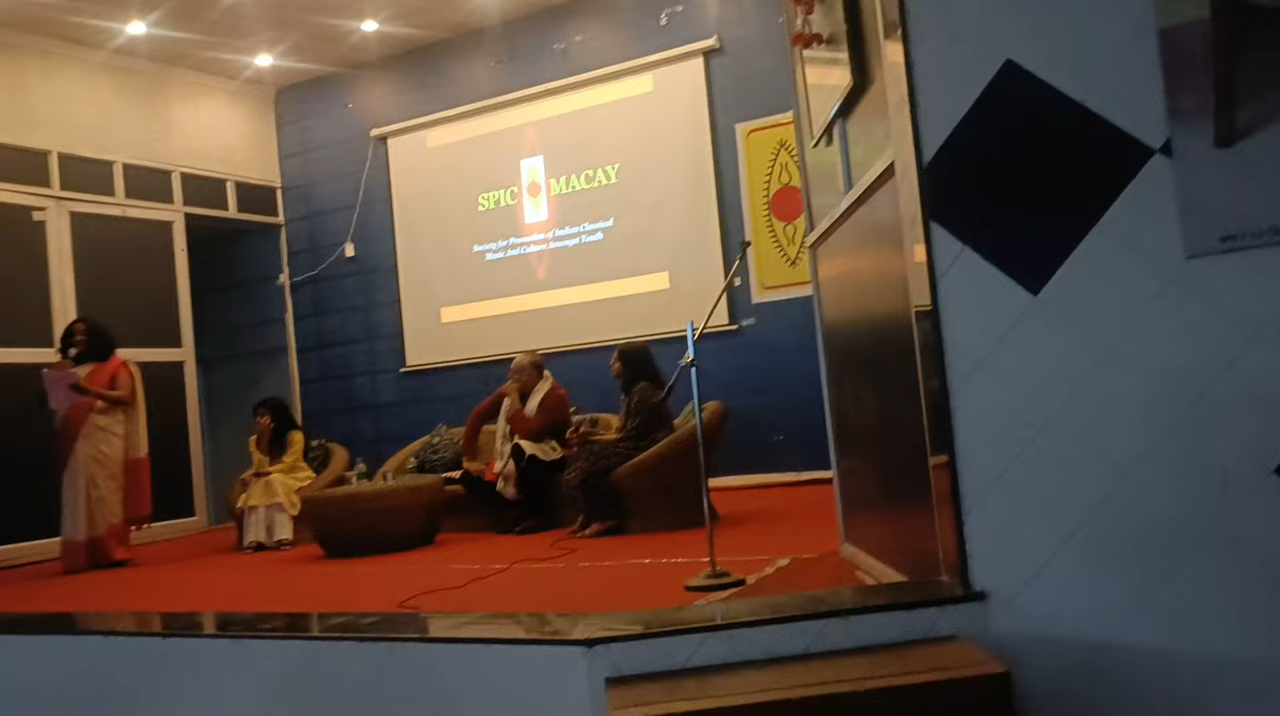 SPIC MACAY
Society for Promotion of Indian Classical
Music And Culture Amongst Youth